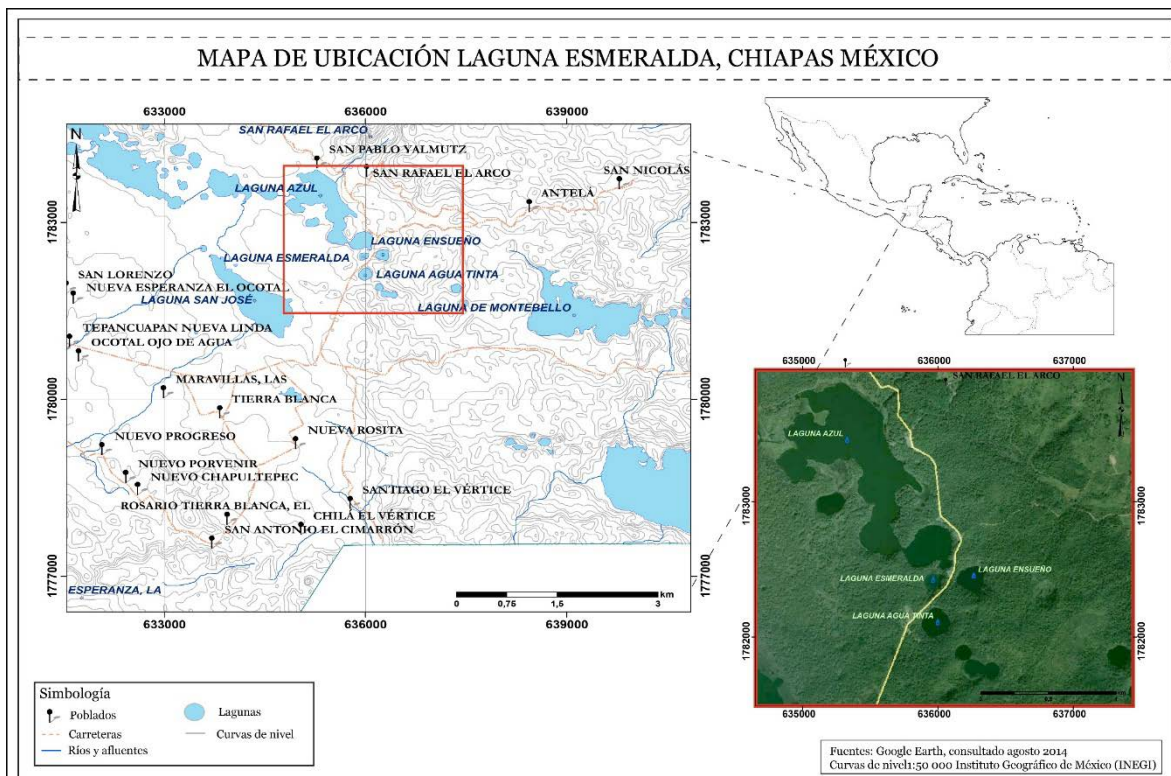 MAPA DE UBICACIÓN LAGUNA ESMERALDA, CHIAPAS MÉXICO
633000
636000
639000
N
SAN RAFAEL EL ARCO
SAN PABLO YALMUTZ
SAN RAFAEL EL ARCO
SAN NICOLÁS
LAGUNA AZUL
ANTELÁ
1783000
1783000
LAGUNA ENSUEÑO
LAGUNA ESMERALDA
SAN LORENZO
LAGUNA AGUA TINTA
NUEVA ESPERANZA EL OCOTAL
LAGUNA SAN JOSÉ
LAGUNA DE MONTEBELLO
TEPANCUAPAN NUEVA LINDA
OCOTAL OJO DE AGUA
MARAVILLAS, LAS
1780000
1780000
TIERRA BLANCA
NUEVO PROGRESO
NUEVA ROSITA
NUEVO PORVENIR
NUEVO CHAPULTEPEC
SANTIAGO EL VÉRTICE
ROSARIO TIERRA BLANCA, EL
CHILÁ EL VÉRTICE
SAN ANTONIO EL CIMARRÓN
1777000
1777000
ESPERANZA, LA
km
0 0,75 1,5 3
633000
636000
639000
635000
636000
637000
SAN RAFAEL EL ARCO
N
LAGUNA AZUL
1783000
1783000
LAGUNA ESMERALDA
LAGUNA ENSUEÑO
LAGUNA AGUA TINTA
1782000
1782000
635000
636000
637000
Simbología
Poblados
Lagunas
Carreteras
Curvas de nivel
Ríos y afluentes
Fuentes: Google Earth, consultado agosto 2014
Curvas de nivel1:50 000 Instituto Geográfico de México (INEGI)